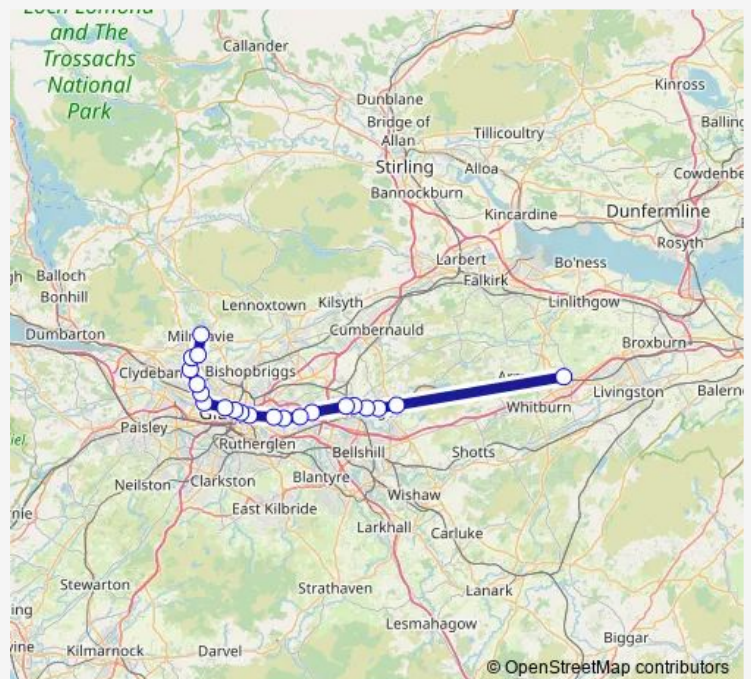 Loch Lomond
and The
Trossachs
National
Park
Callander
Kinross
Dunblane
Bridge of
Allan
Tillicoultry
Stirling
Alloa
Bannockburn
Kincardine
Dunfermline
Rosyth
Larbert
Falkirk
Bo'ness
Balloch
Bonhill
Lennoxtown
Kilsyth
Linlithgow
Dumbarton
Cumbernauld
Broxburn
Bishopbriggs
Livingston
Whitburn
Paisley
Rutherglen
Bellshill
Shotts
Neilston
Clarkston
Blantyre
Wishaw
East Kilbride
Larkhall
Carluke
Stewarton
Strathaven
Lanark
Lesmahagow
Biggar
Kilmarnock
Darvel
© OpenStreetMap contributors